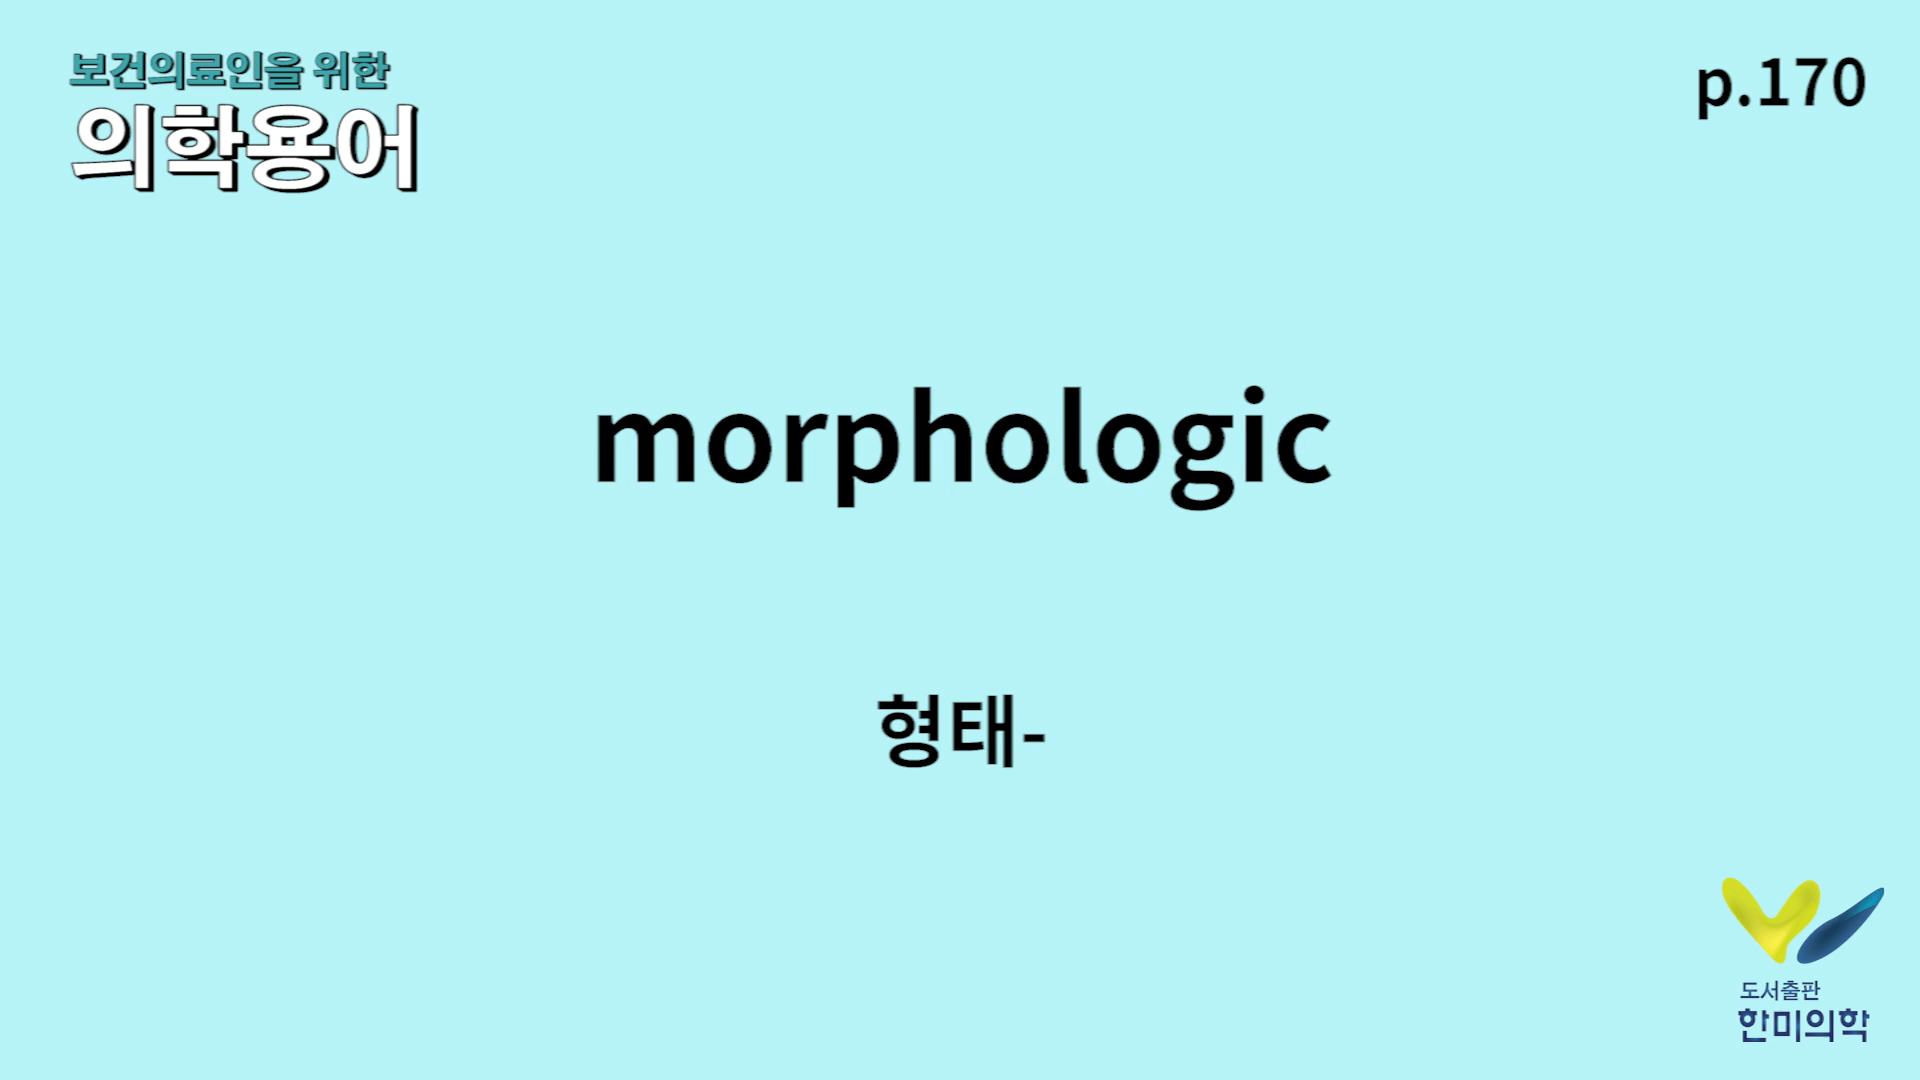 보건의료인을 위한
의학용어
p.170
morphologic
형태-
도서출판
한미의학